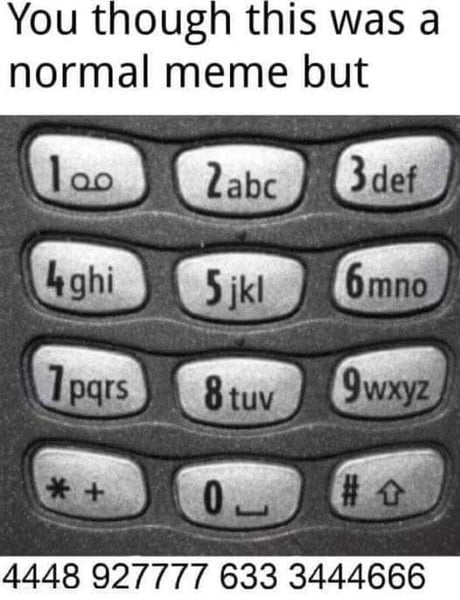 You though this was a
normal meme but
1 ꚙ 2abc 3def
4ghi 5jkl 6mno
7pqrs 8tuv 9wxyz
* + 0 ⎵ # ⇧
4448 927777 633 3444666